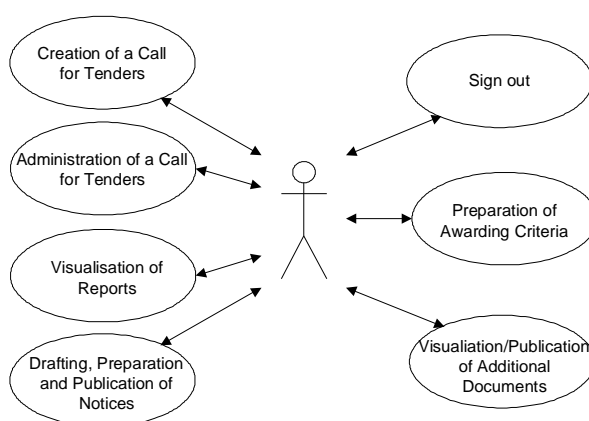 Creation of a Call
for Tenders
Administration of a Call
for Tenders
Visualisation of
Reports
Drafting, Preparation
and Publication of
Notices
Sign out
Preparation of
Awarding Criteria
Visualiation/Publication
of Additional
Documents